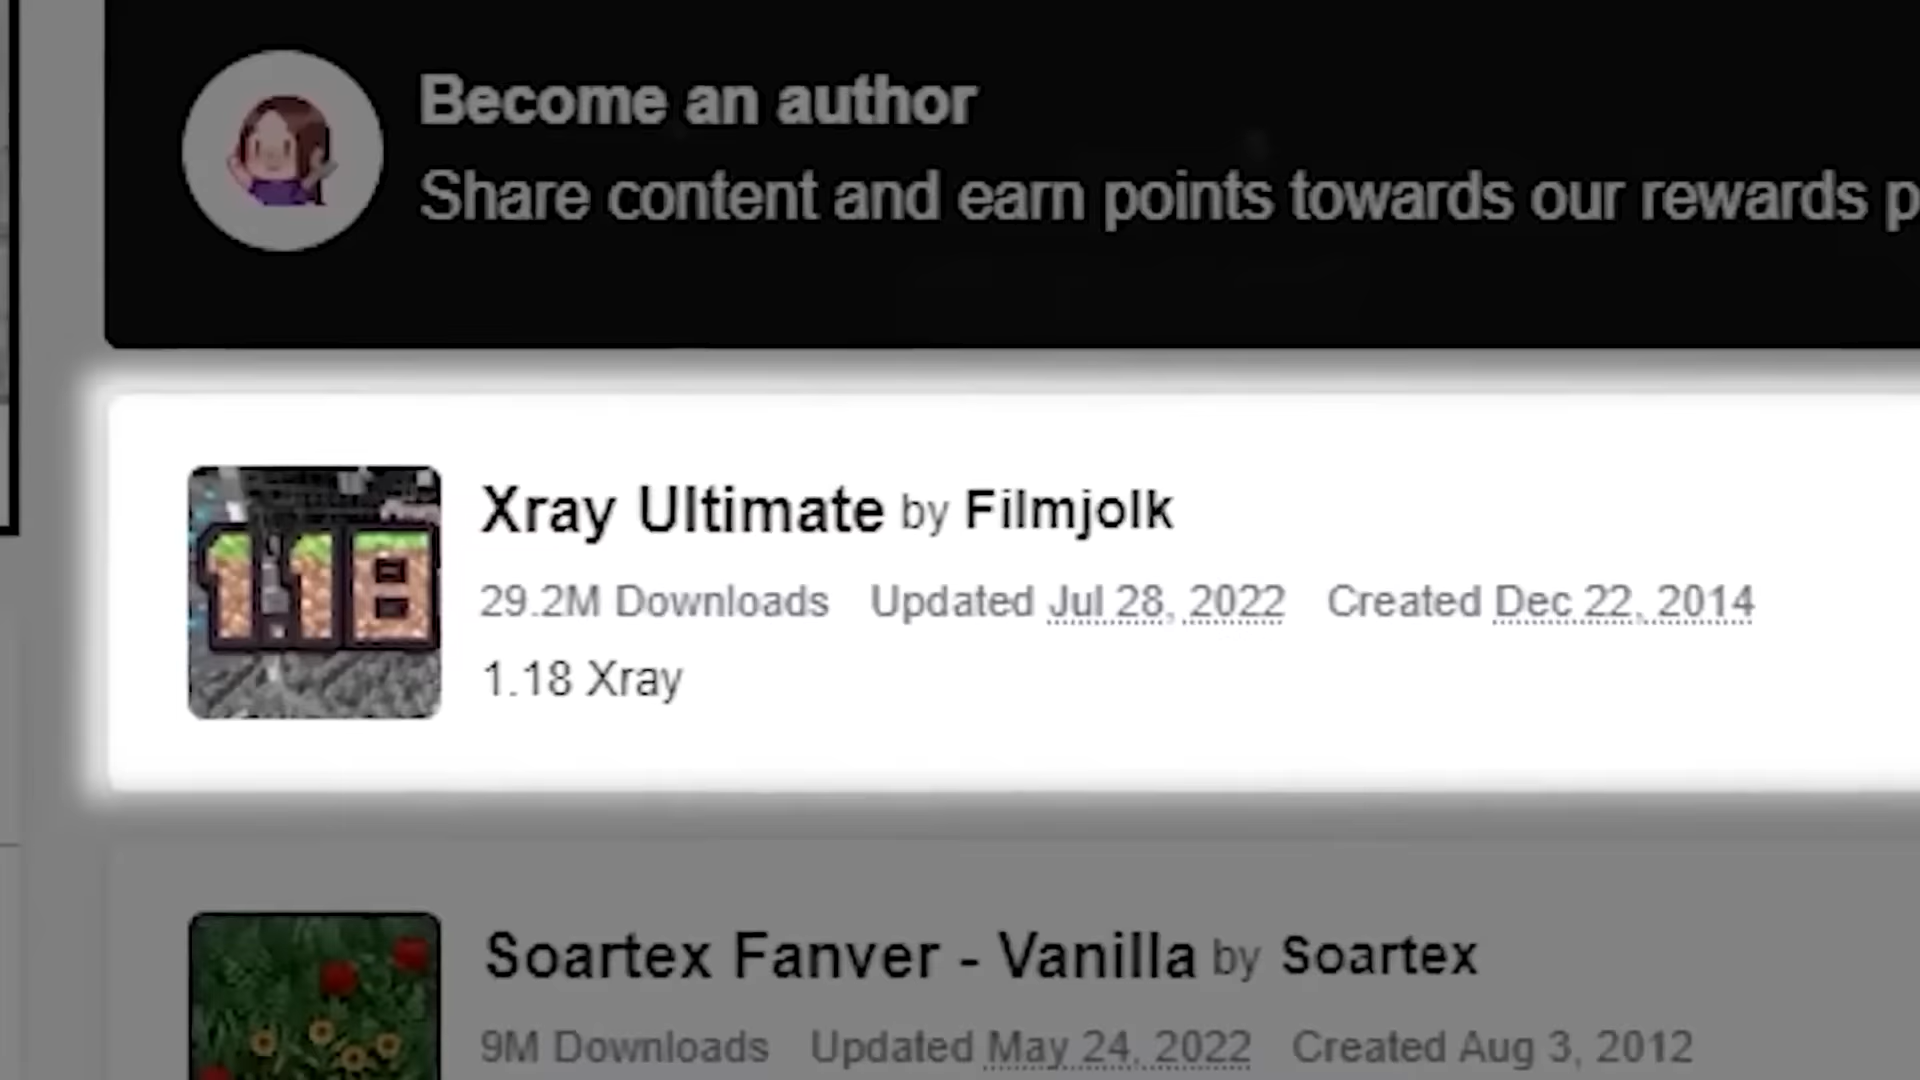 Become an author
Share content and earn points towards our rewards p
Xray Ultimate by Filmjolk
29.2M Downloads Updated Jul 28, 2022 Created Dec 22, 2014
1.18 Xray
1.18
Soartex Fanver - Vanilla by Soartex
9M Downloads Updated May 24, 2022 Created Aug 3, 2012